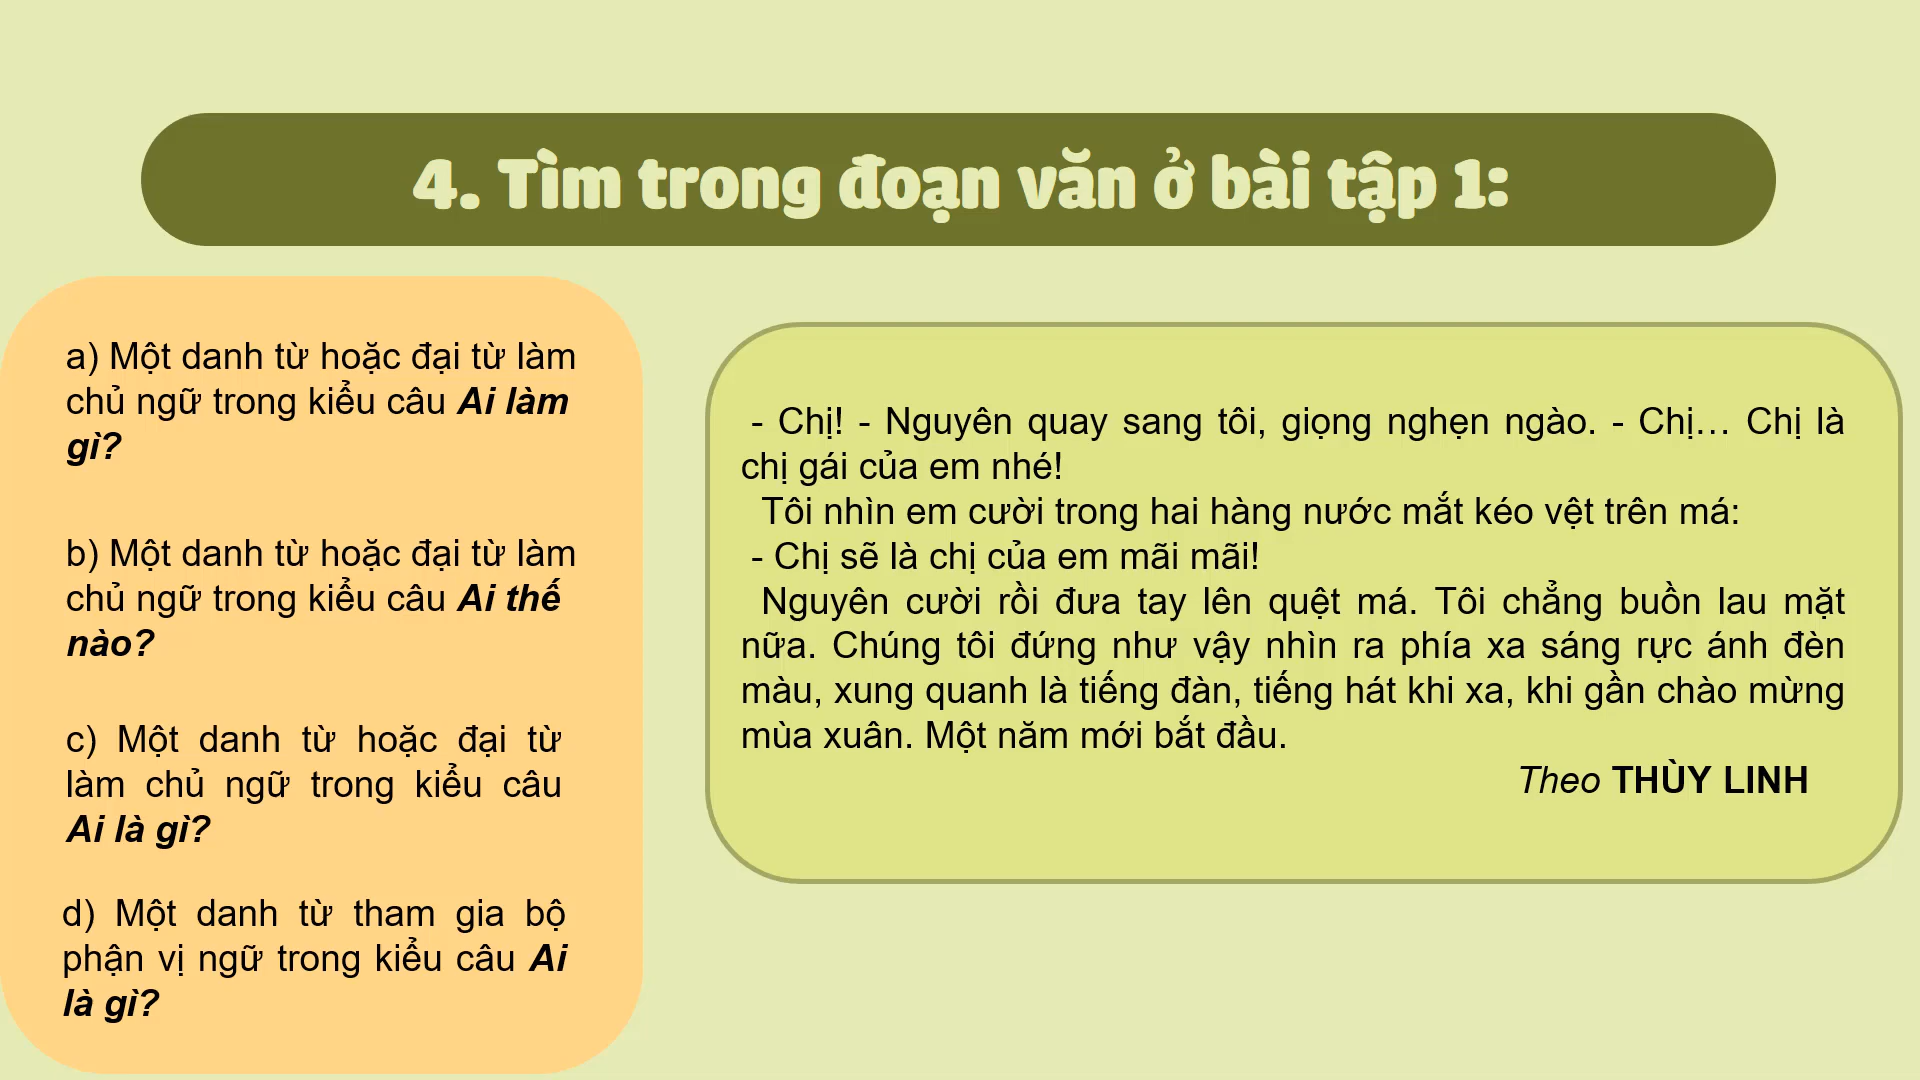 4. Tìm trong đoạn văn ở bài tập 1:
a) Một danh từ hoặc đại từ làm
chủ ngữ trong kiểu câu Ai làm
gì?
b) Một danh từ hoặc đại từ làm
chủ ngữ trong kiểu câu Ai thế
nào?
c) Một danh từ hoặc đại từ
làm chủ ngữ trong kiểu câu
Ai là gì?
d) Một danh từ tham gia bộ
phận vị ngữ trong kiểu câu Ai
là gì?
- Chị! - Nguyên quay sang tôi, giọng nghẹn ngào. - Chị… Chị là
chị gái của em nhé!
Tôi nhìn em cười trong hai hàng nước mắt kéo vệt trên má:
- Chị sẽ là chị của em mãi mãi!
Nguyên cười rồi đưa tay lên quệt má. Tôi chẳng buồn lau mặt
nữa. Chúng tôi đứng như vậy nhìn ra phía xa sáng rực ánh đèn
màu, xung quanh là tiếng đàn, tiếng hát khi xa, khi gần chào mừng
mùa xuân. Một năm mới bắt đầu.
Theo THÙY LINH